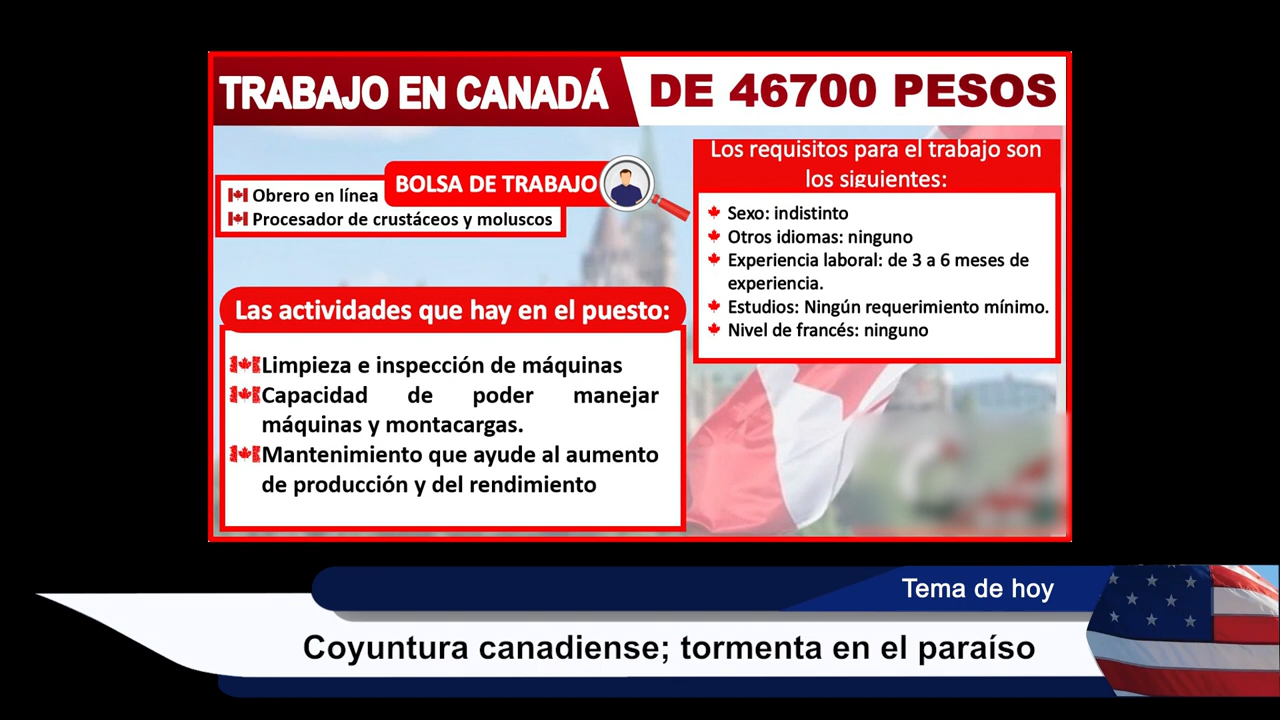 TRABAJO EN CANADÁ
DE 46700 PESOS
BOLSA DE TRABAJO
Obrero en línea
Procesador de crustáceos y moluscos
Las actividades que hay en el puesto:
Limpieza e inspección de máquinas
Capacidad de poder manejar
máquinas y montacargas.
Mantenimiento que ayude al aumento
de producción y del rendimiento
Los requisitos para el trabajo son
los siguientes:
Sexo: indistinto
Otros idiomas: ninguno
Experiencia laboral: de 3 a 6 meses de
experiencia.
Estudios: Ningún requerimiento mínimo.
Nivel de francés: ninguno
Tema de hoy
Coyuntura canadiense; tormenta en el paraíso